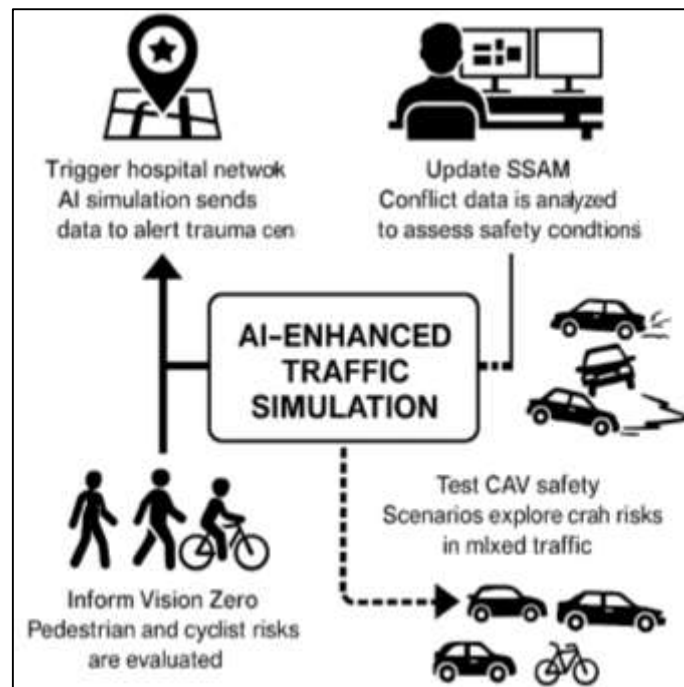 Trigger hospital netwok
AI simulation sends
data to alert trauma cen
Update SSAM
Conflict data is analyzed
to assess safety condtions
AI-ENHANCED
TRAFFIC
SIMULATION
Test CAV safety
Scenarios explore crah risks
in mlxed traffic
Inform Vision Zero
Pedestrian and cyclist risks
are evaluated